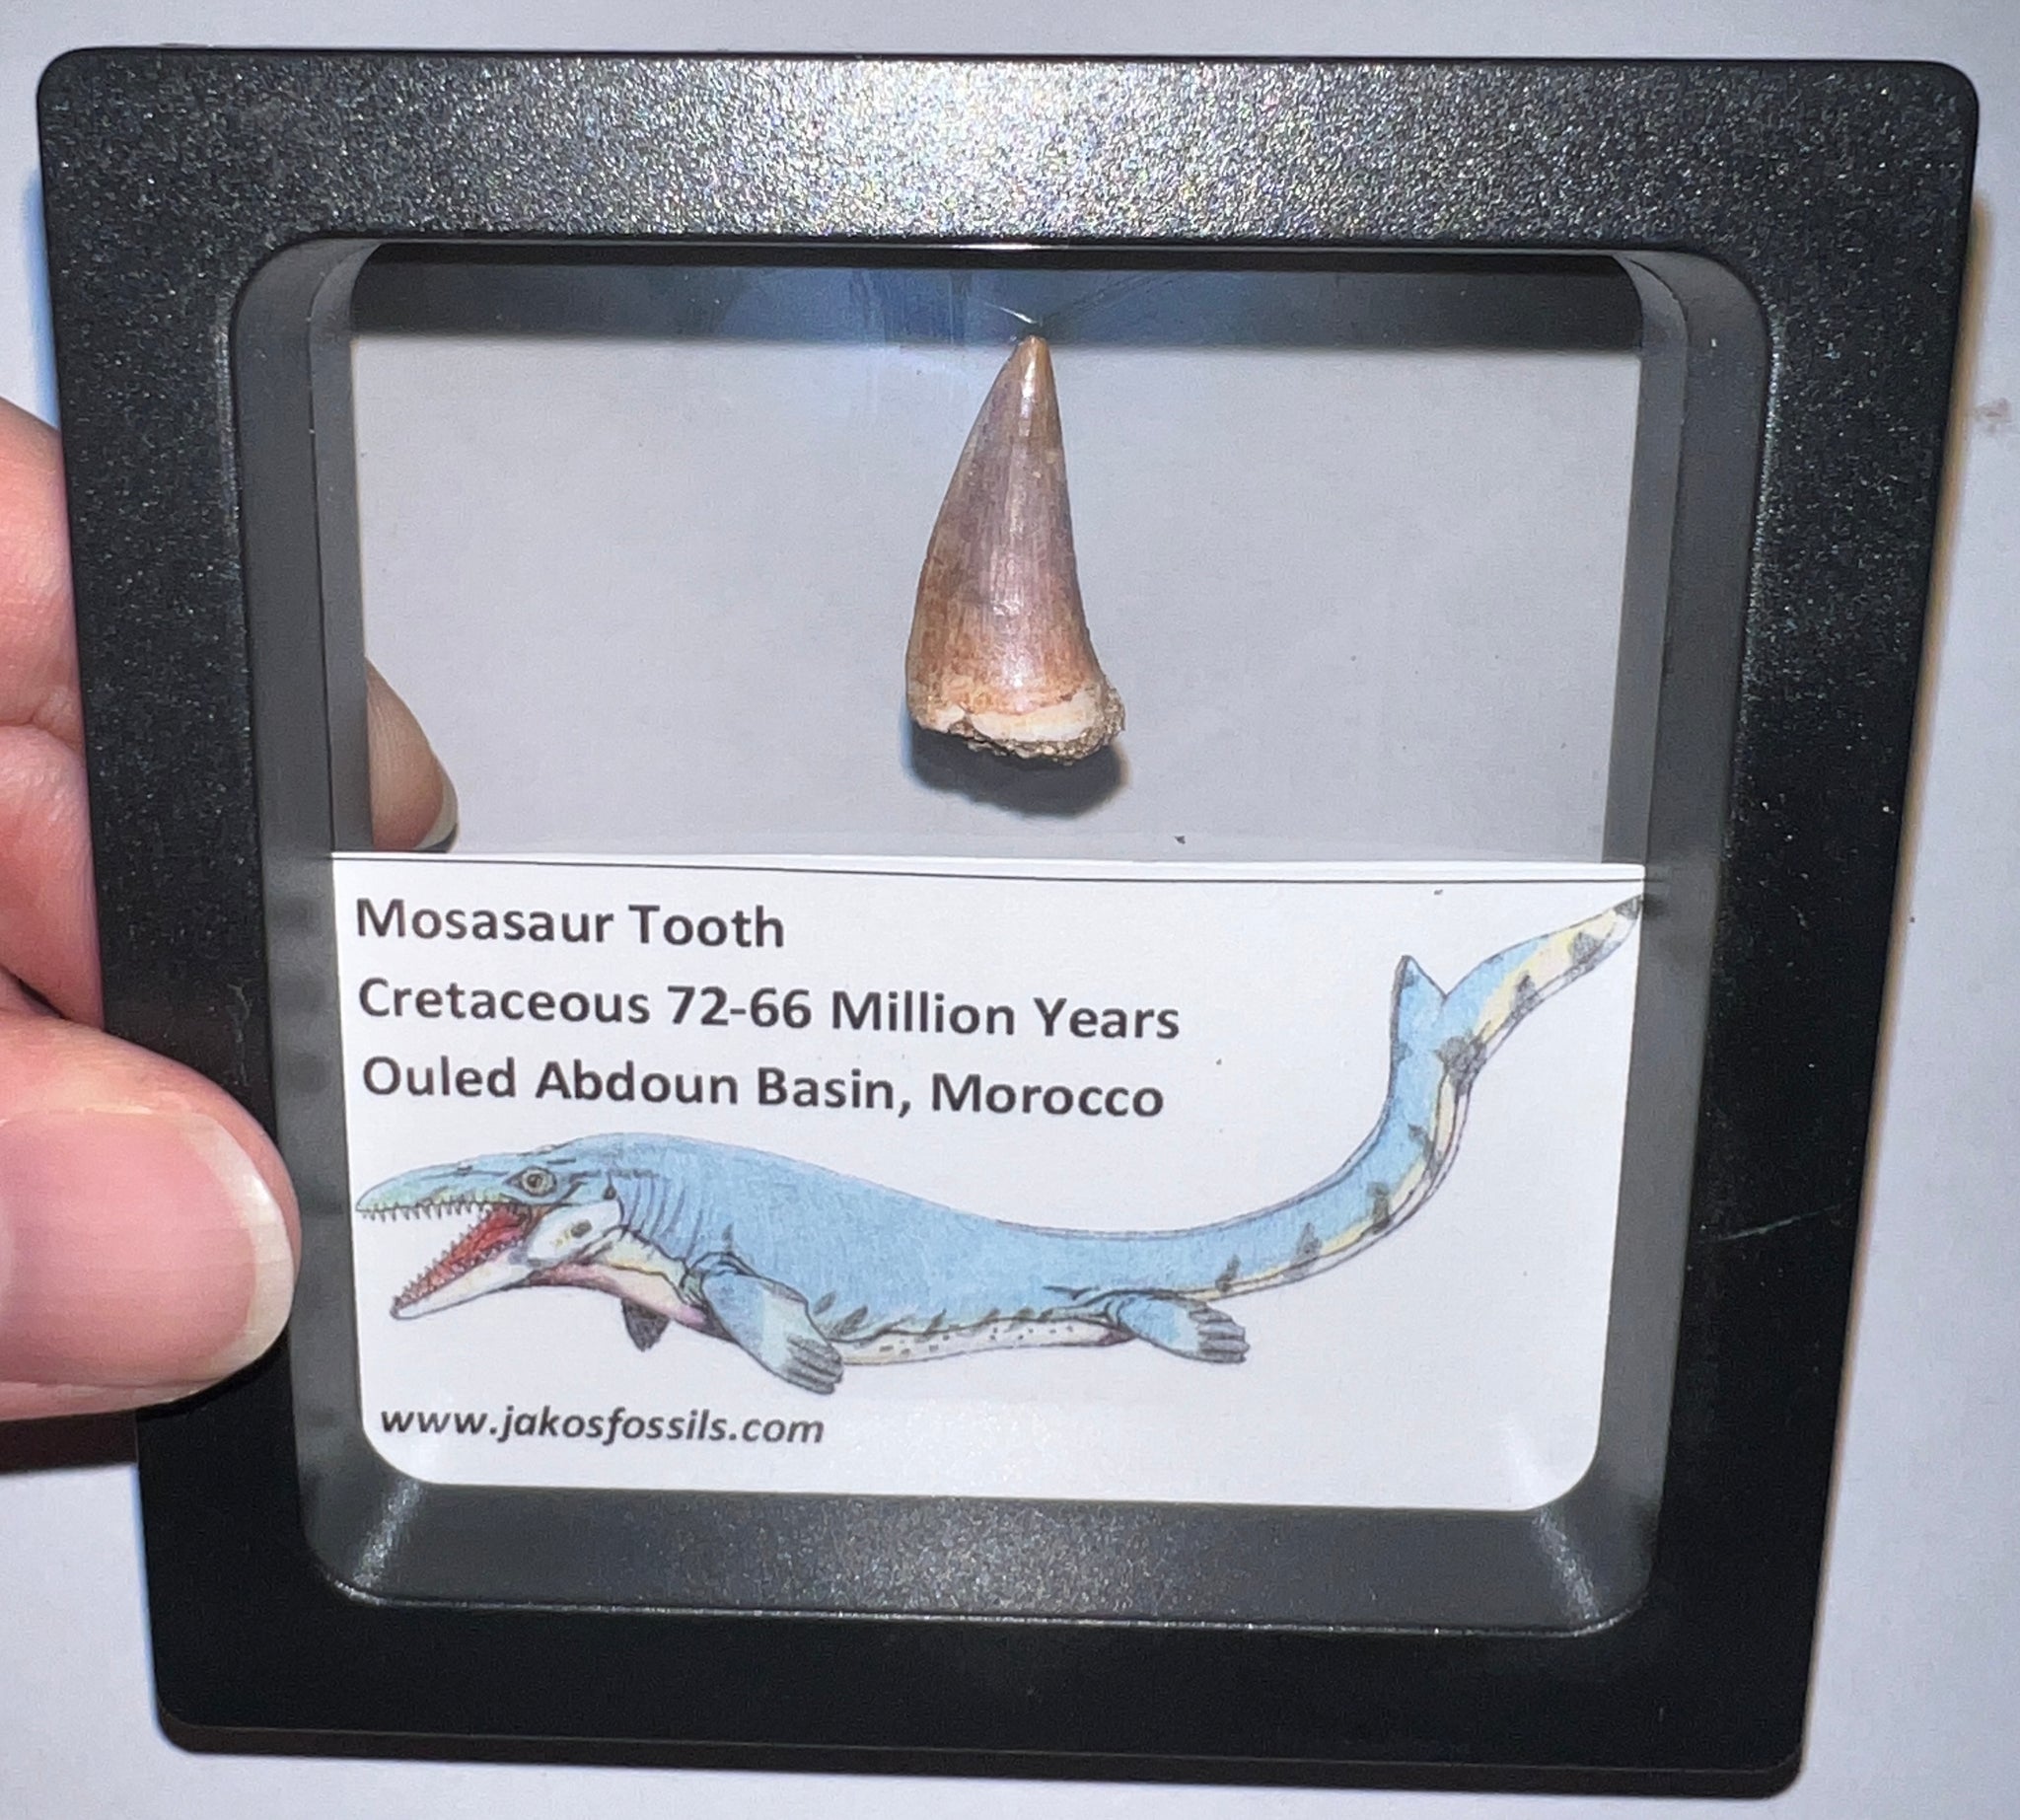 Mosasaur Tooth
Cretaceous 72-66 Million Years
Ouled Abdoun Basin, Morocco
www.jakosfossils.com